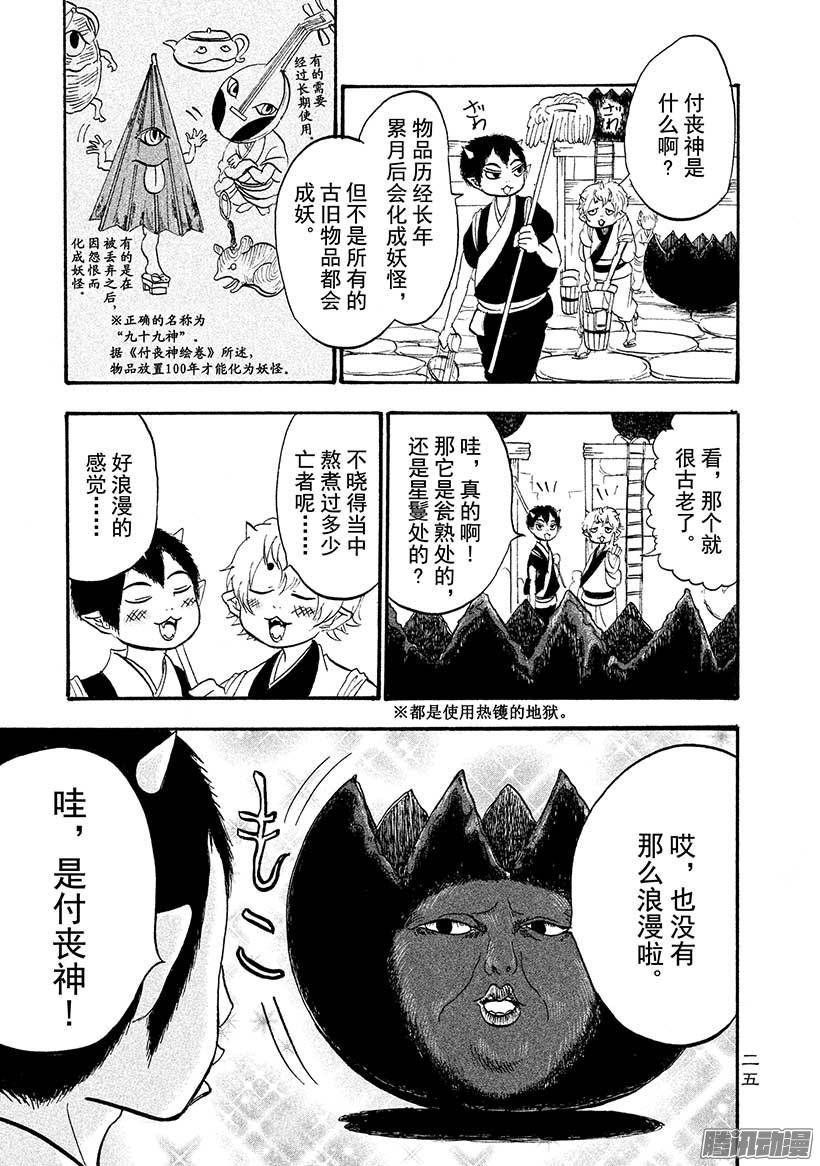 付丧神是
什么啊?
ざわ
ざわ
物品历经长年
累月后会化成妖怪,
但不是所有的
古旧物品都会
成妖。
有的需要
经过长期使用。
有的是在
被丢弃之后,
因怨恨而
化成妖怪。
※正确的名称为
“九十九神”。
据《付丧神绘卷》所述,
物品放置100年才能化为妖怪。
看,那个就
很古老了。
哇,真的啊!
那它是瓮熟处的,
还是星鬘处的?
※都是使用热镬的地狱。
不晓得当中
熬煮过多少
亡者呢……
好浪漫的
感觉……
哎,也没有
那么浪漫啦。
もこ
哇,是付丧神!
二五
腾讯动漫